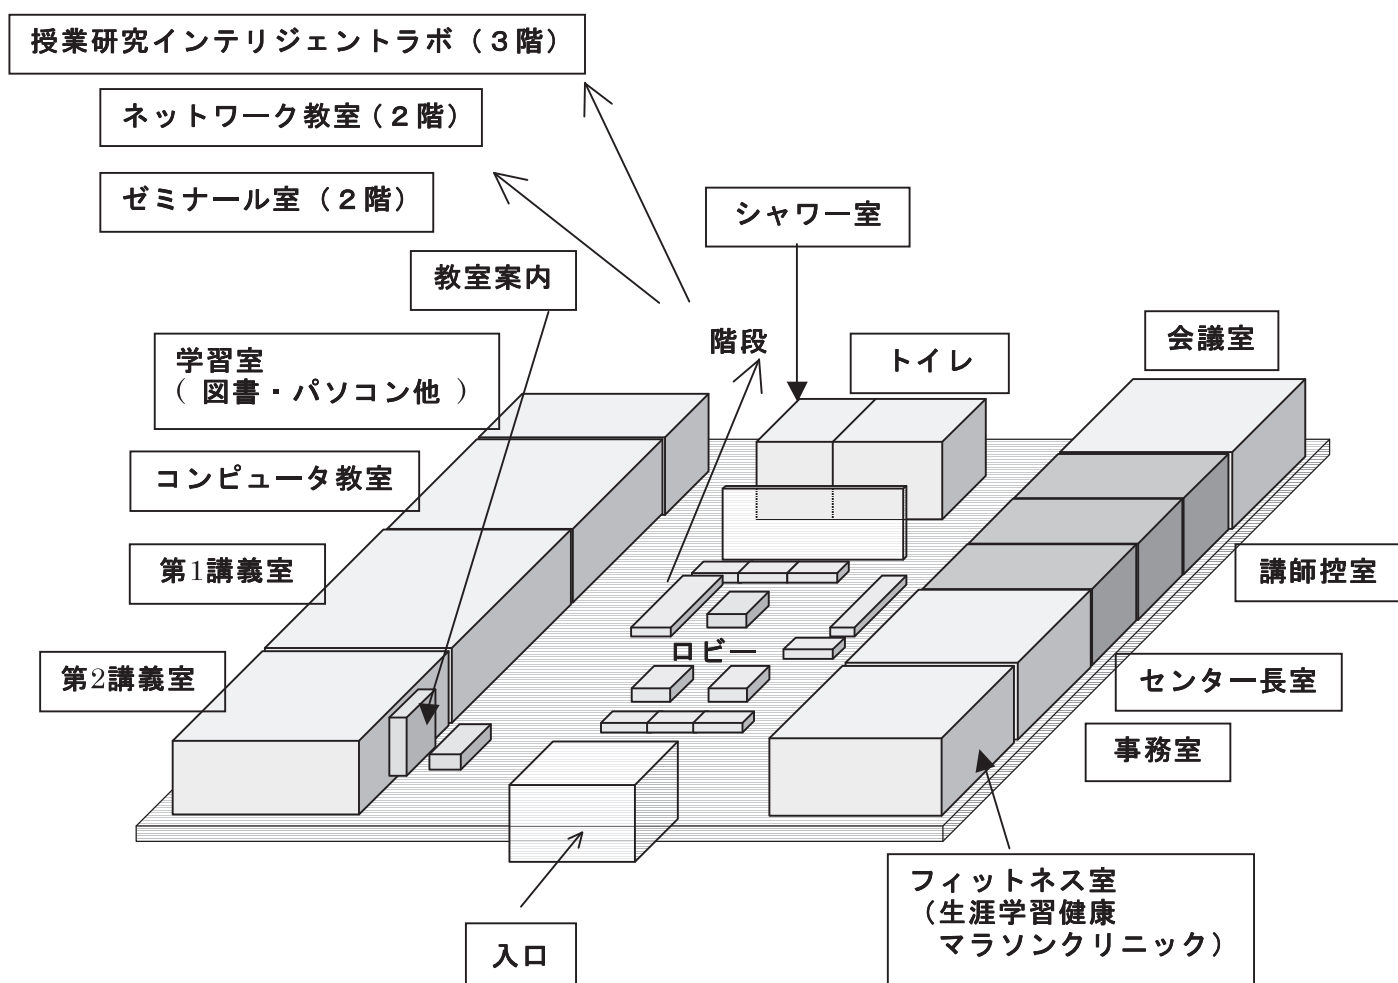 授業研究インテリジェントラボ（３階）
ネットワーク教室（２階）
ゼミナール室（２階）
シャワー室
教室案内
階段
トイレ
会議室
学習室
（ 図書・パソコン他 ）
コンピュータ教室
第1講義室
講師控室
ロビー
第2講義室
センター長室
事務室
フィットネス室
（生涯学習健康
マラソンクリニック）
入口